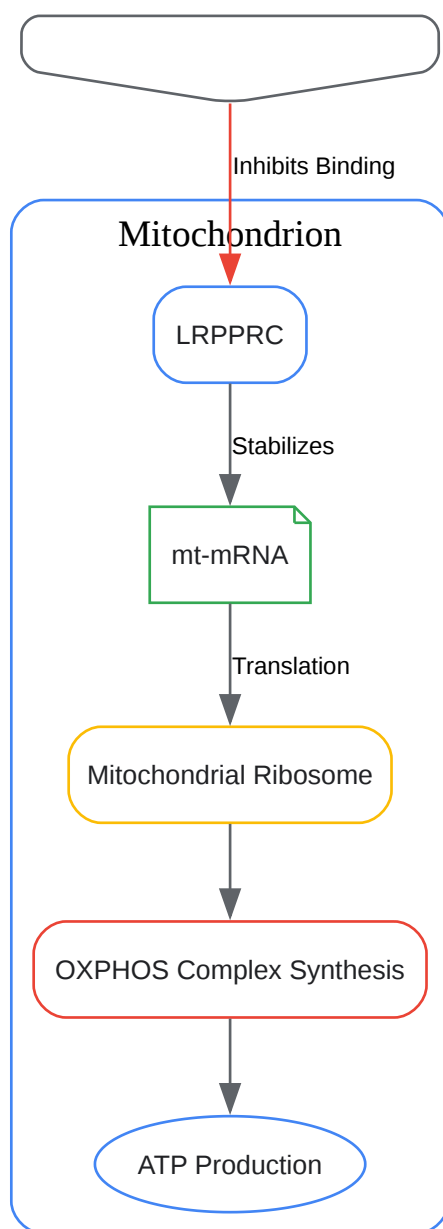 Inhibits Binding
Mitochondrion
LRPPRC
Stabilizes
mt-mRNA
Translation
Mitochondrial Ribosome
OXPHOS Complex Synthesis
ATP Production